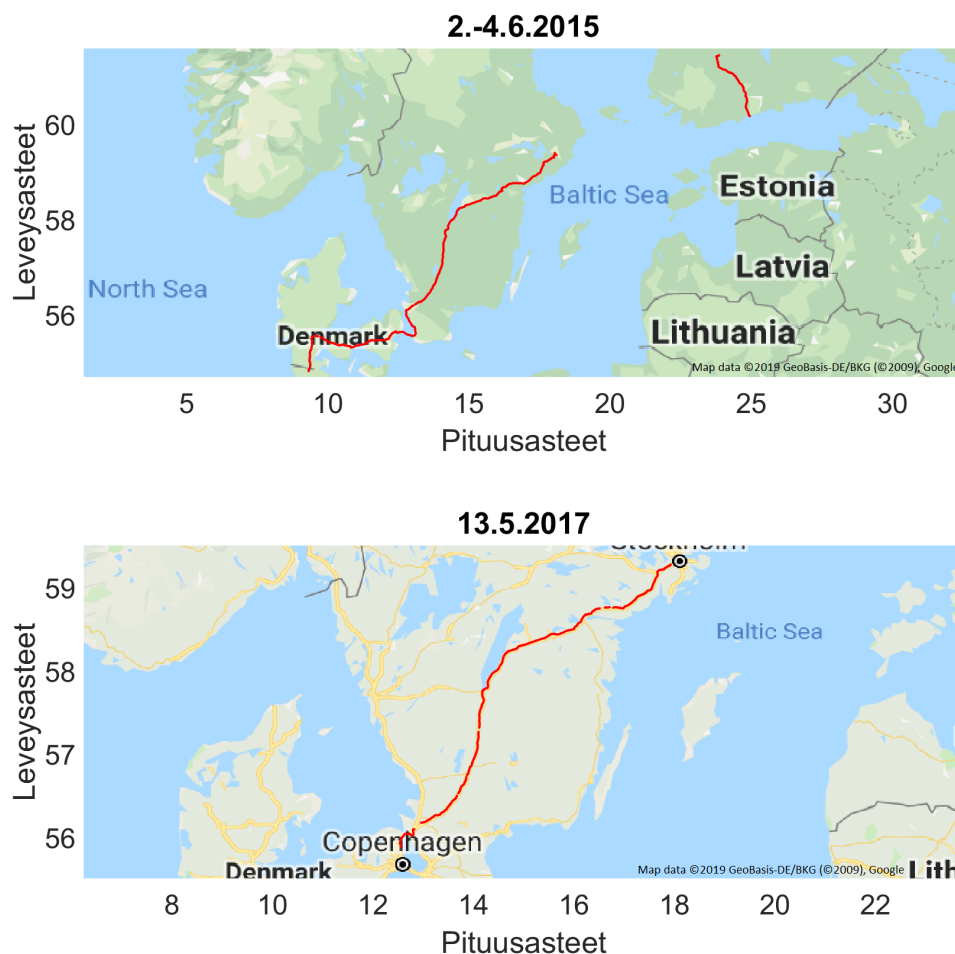 2.-4.6.2015
Leveysasteet
60
58
56
North Sea
Baltic Sea
Denmark
Estonia
Latvia
Lithuania
Map data ©2019 GeoBasis-DE/BKG (©2009), Google
5 10 15 20 25 30
Pituusasteet
13.5.2017
Leveysasteet
59
58
57
56
Stockholm
Baltic Sea
Copenhagen
Denmark
Map data ©2019 GeoBasis-DE/BKG (©2009), Google
Lith
8 10 12 14 16 18 20 22
Pituusasteet